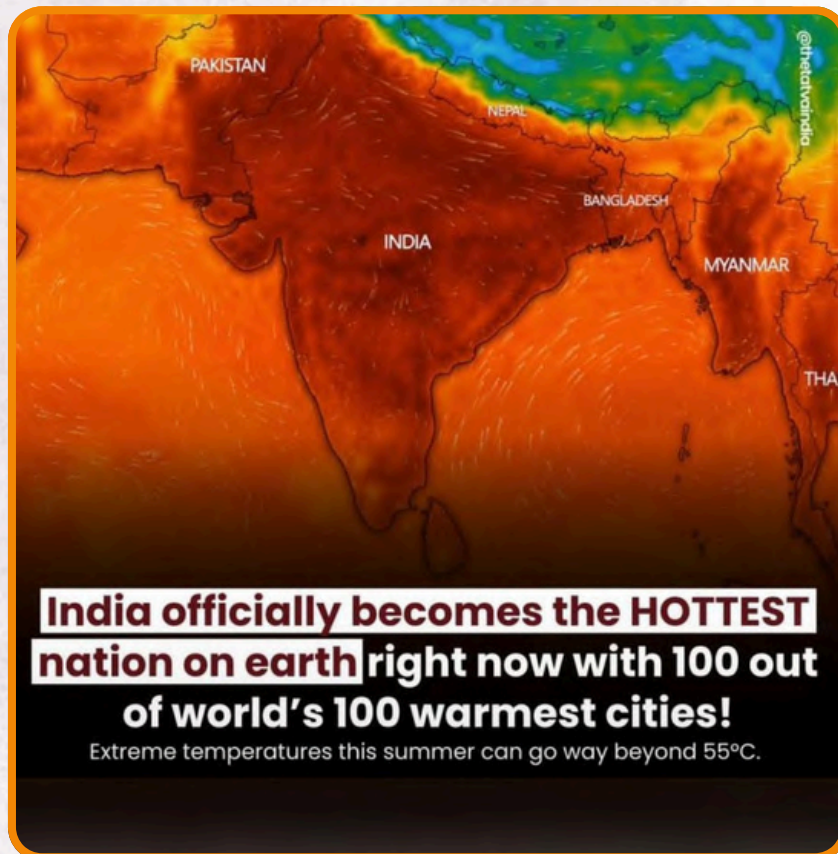 @thetatvaindia
PAKISTAN
NEPAL
BANGLADESH
INDIA
MYANMAR
THA
India officially becomes the HOTTEST
nation on earth right now with 100 out
of world's 100 warmest cities!
Extreme temperatures this summer can go way beyond 55°C.